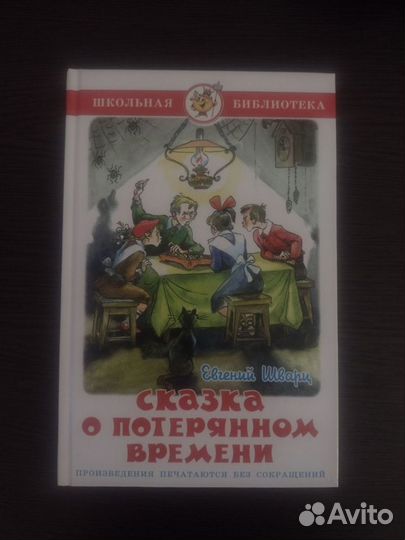 ШКОЛЬНАЯ БИБЛИОТЕКА
Евгений Шварц
Сказка
о потерянном
времени
ПРОИЗВЕДЕНИЯ ПЕЧАТАЮТСЯ БЕЗ СОКРАЩЕНИЙ
Avito